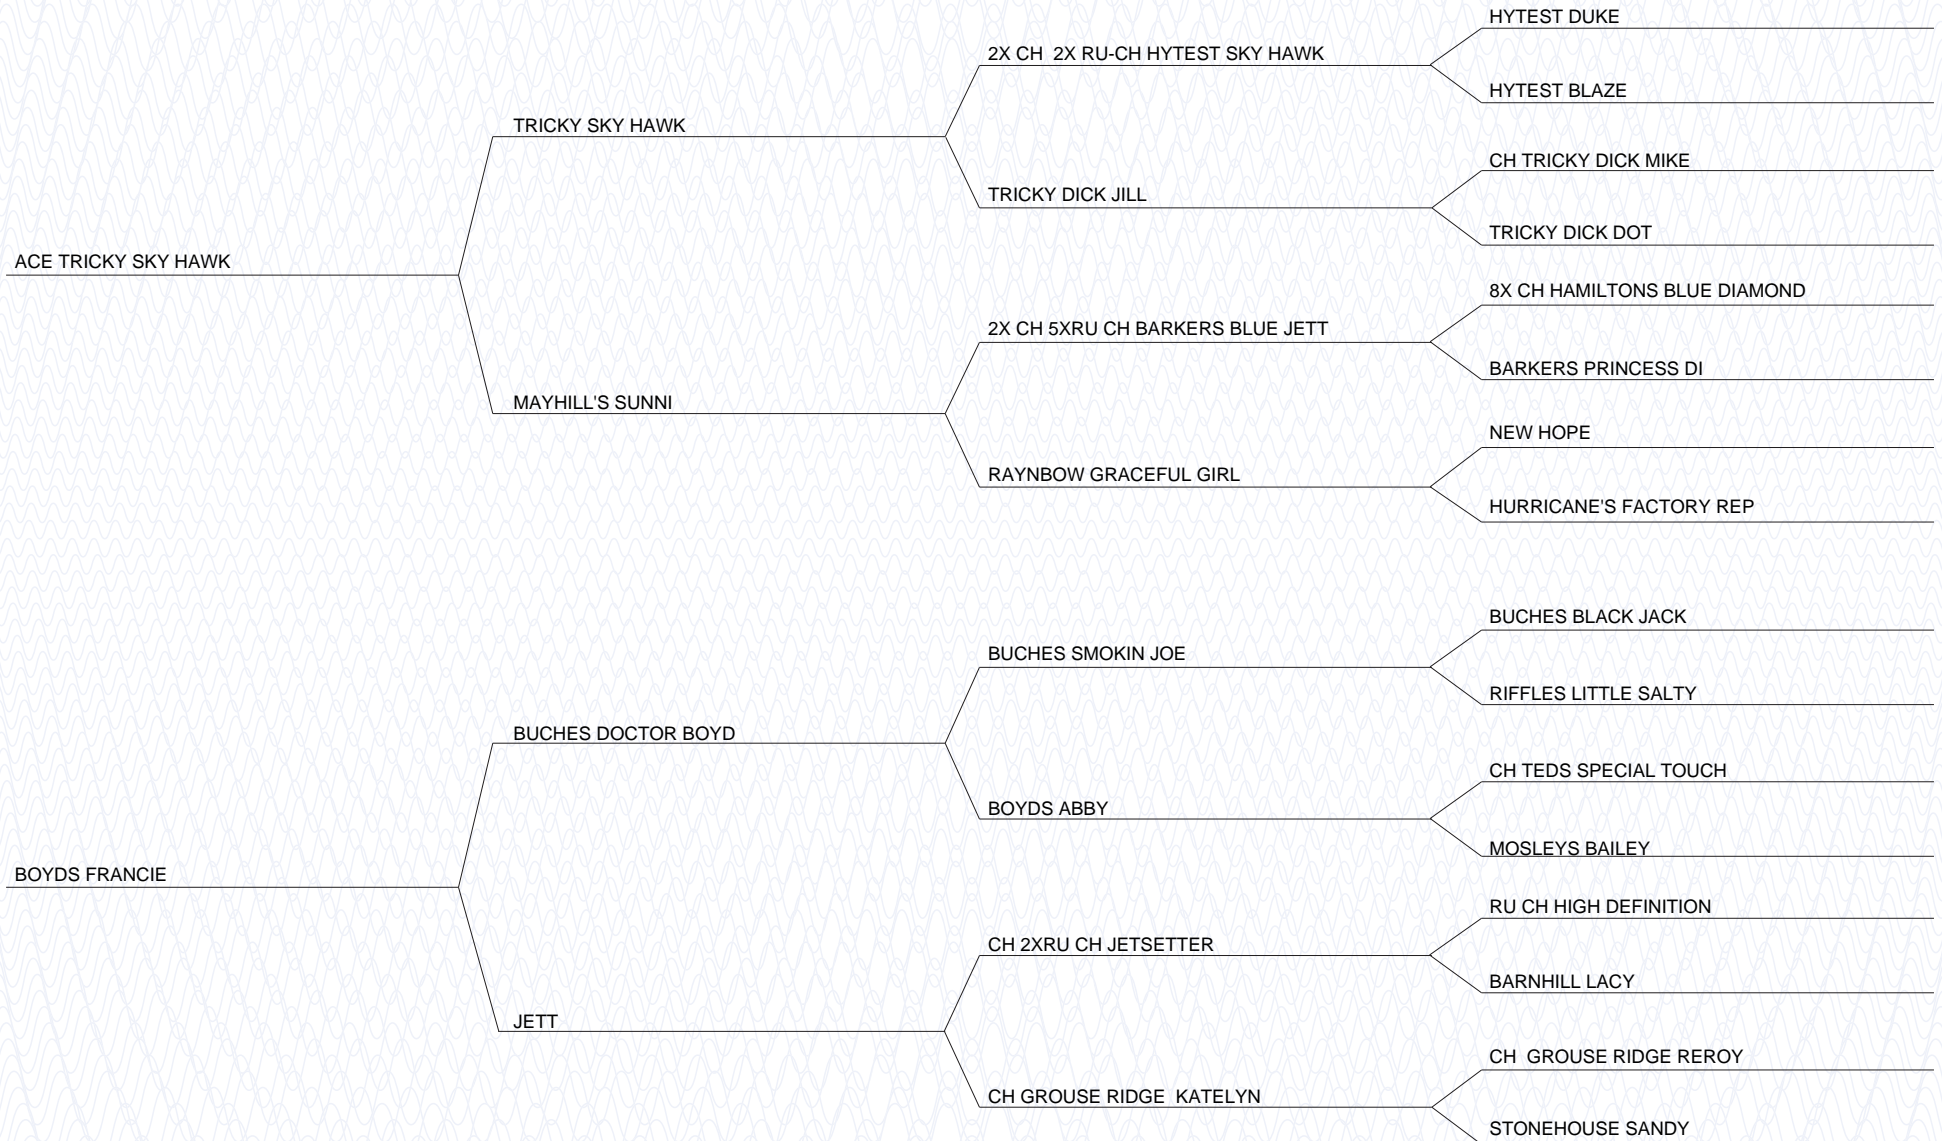 HYTEST DUKE
2X CH  2X RU-CH HYTEST SKY HAWK
HYTEST BLAZE
TRICKY SKY HAWK
CH TRICKY DICK MIKE
TRICKY DICK JILL
TRICKY DICK DOT
ACE TRICKY SKY HAWK
8X CH HAMILTONS BLUE DIAMOND
2X CH 5XRU CH BARKERS BLUE JETT
BARKERS PRINCESS DI
MAYHILL'S SUNNI
NEW HOPE
RAYNBOW GRACEFUL GIRL
HURRICANE'S FACTORY REP
BUCHES BLACK JACK
BUCHES SMOKIN JOE
RIFFLES LITTLE SALTY
BUCHES DOCTOR BOYD
CH TEDS SPECIAL TOUCH
BOYDS ABBY
MOSLEYS BAILEY
BOYDS FRANCIE
RU CH HIGH DEFINITION
CH 2XRU CH JETSETTER
BARNHILL LACY
JETT
CH  GROUSE RIDGE REROY
CH GROUSE RIDGE  KATELYN
STONEHOUSE SANDY